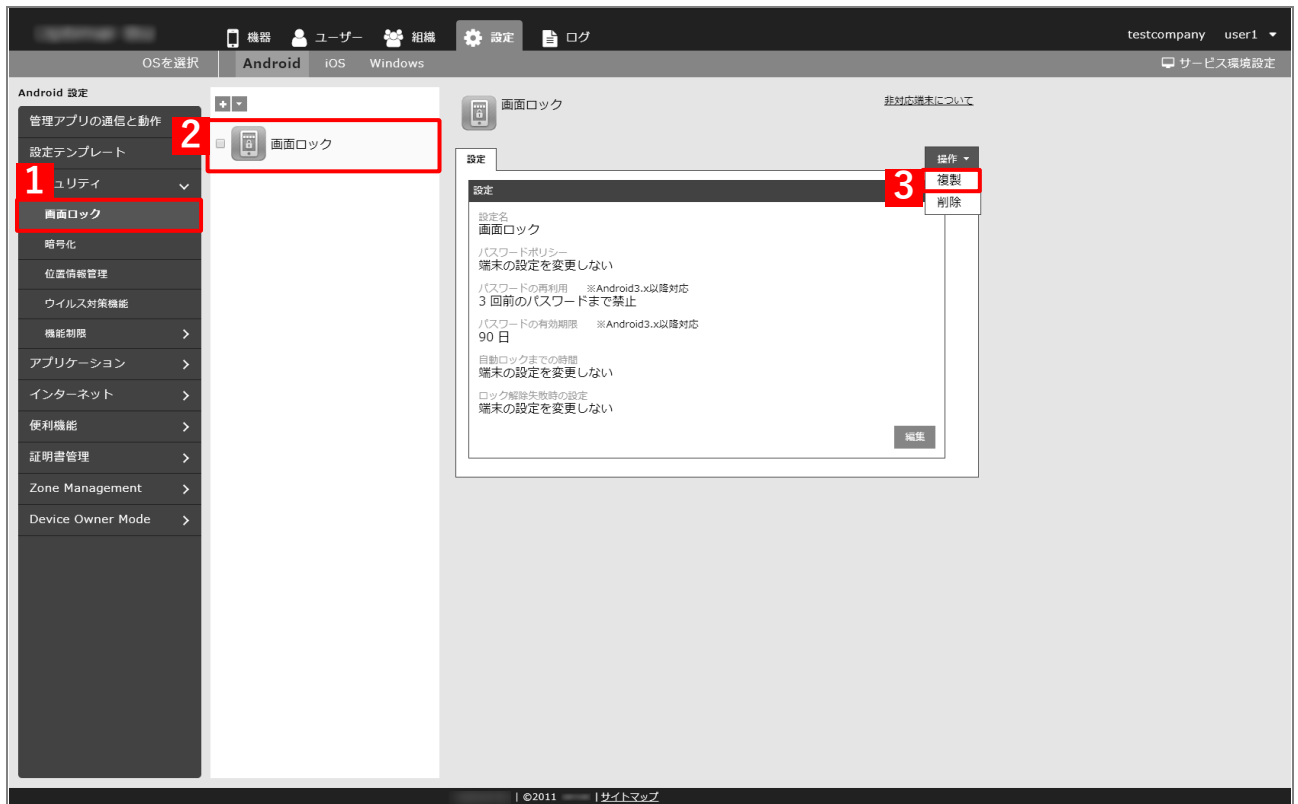 機器 ユーザー 組織 設定 ログ testcompany user1
OSを選択 Android iOS Windows サービス環境設定
Android 設定
管理アプリの通信と動作
設定テンプレート
1 ュリティ
画面ロック
暗号化
位置情報管理
ウイルス対策機能
機能制限
アプリケーション
インターネット
便利機能
証明書管理
Zone Management
Device Owner Mode
2
画面ロック
画面ロック 非対応端末について
設定 操作
3 複製
削除
設定
設定名
画面ロック
パスワードポリシー
端末の設定を変更しない
パスワードの再利用 ※Android3.x以降対応
3 回前のパスワードまで禁止
パスワードの有効期限 ※Android3.x以降対応
90 日
自動ロックまでの時間
端末の設定を変更しない
ロック解除失敗時の設定
端末の設定を変更しない
編集
| ©2011 | サイトマップ